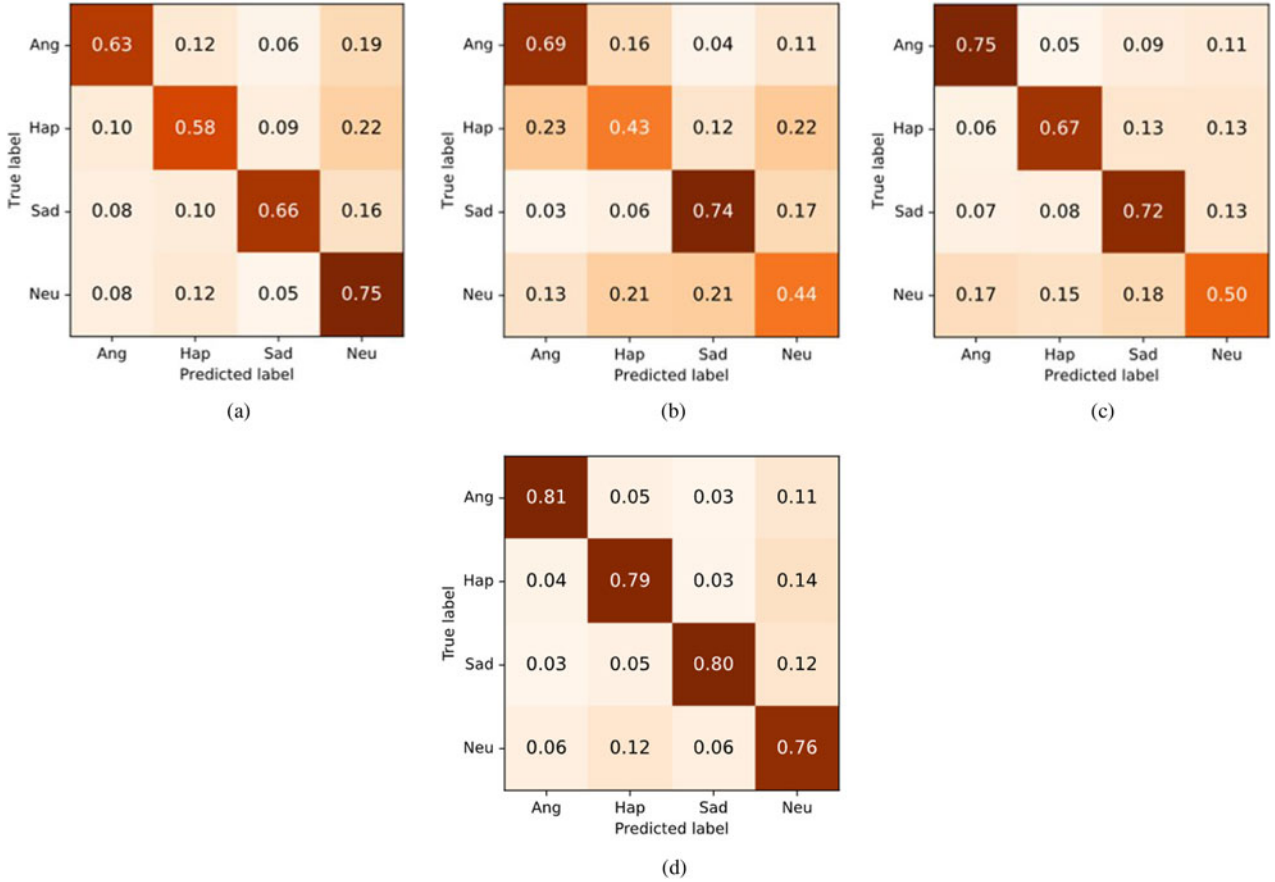 Ang 0.63 0.12 0.06 0.19
Hap 0.10 0.58 0.09 0.22
Sad 0.08 0.10 0.66 0.16
Neu 0.08 0.12 0.05 0.75
Ang Hap Sad Neu
True label
Predicted label
(a)
Ang 0.69 0.16 0.04 0.11
Hap 0.23 0.43 0.12 0.22
Sad 0.03 0.06 0.74 0.17
Neu 0.13 0.21 0.21 0.44
Ang Hap Sad Neu
True label
Predicted label
(b)
Ang 0.75 0.05 0.09 0.11
Hap 0.06 0.67 0.13 0.13
Sad 0.07 0.08 0.72 0.13
Neu 0.17 0.15 0.18 0.50
Ang Hap Sad Neu
True label
Predicted label
(c)
Ang 0.81 0.05 0.03 0.11
Hap 0.04 0.79 0.03 0.14
Sad 0.03 0.05 0.80 0.12
Neu 0.06 0.12 0.06 0.76
Ang Hap Sad Neu
True label
Predicted label
(d)